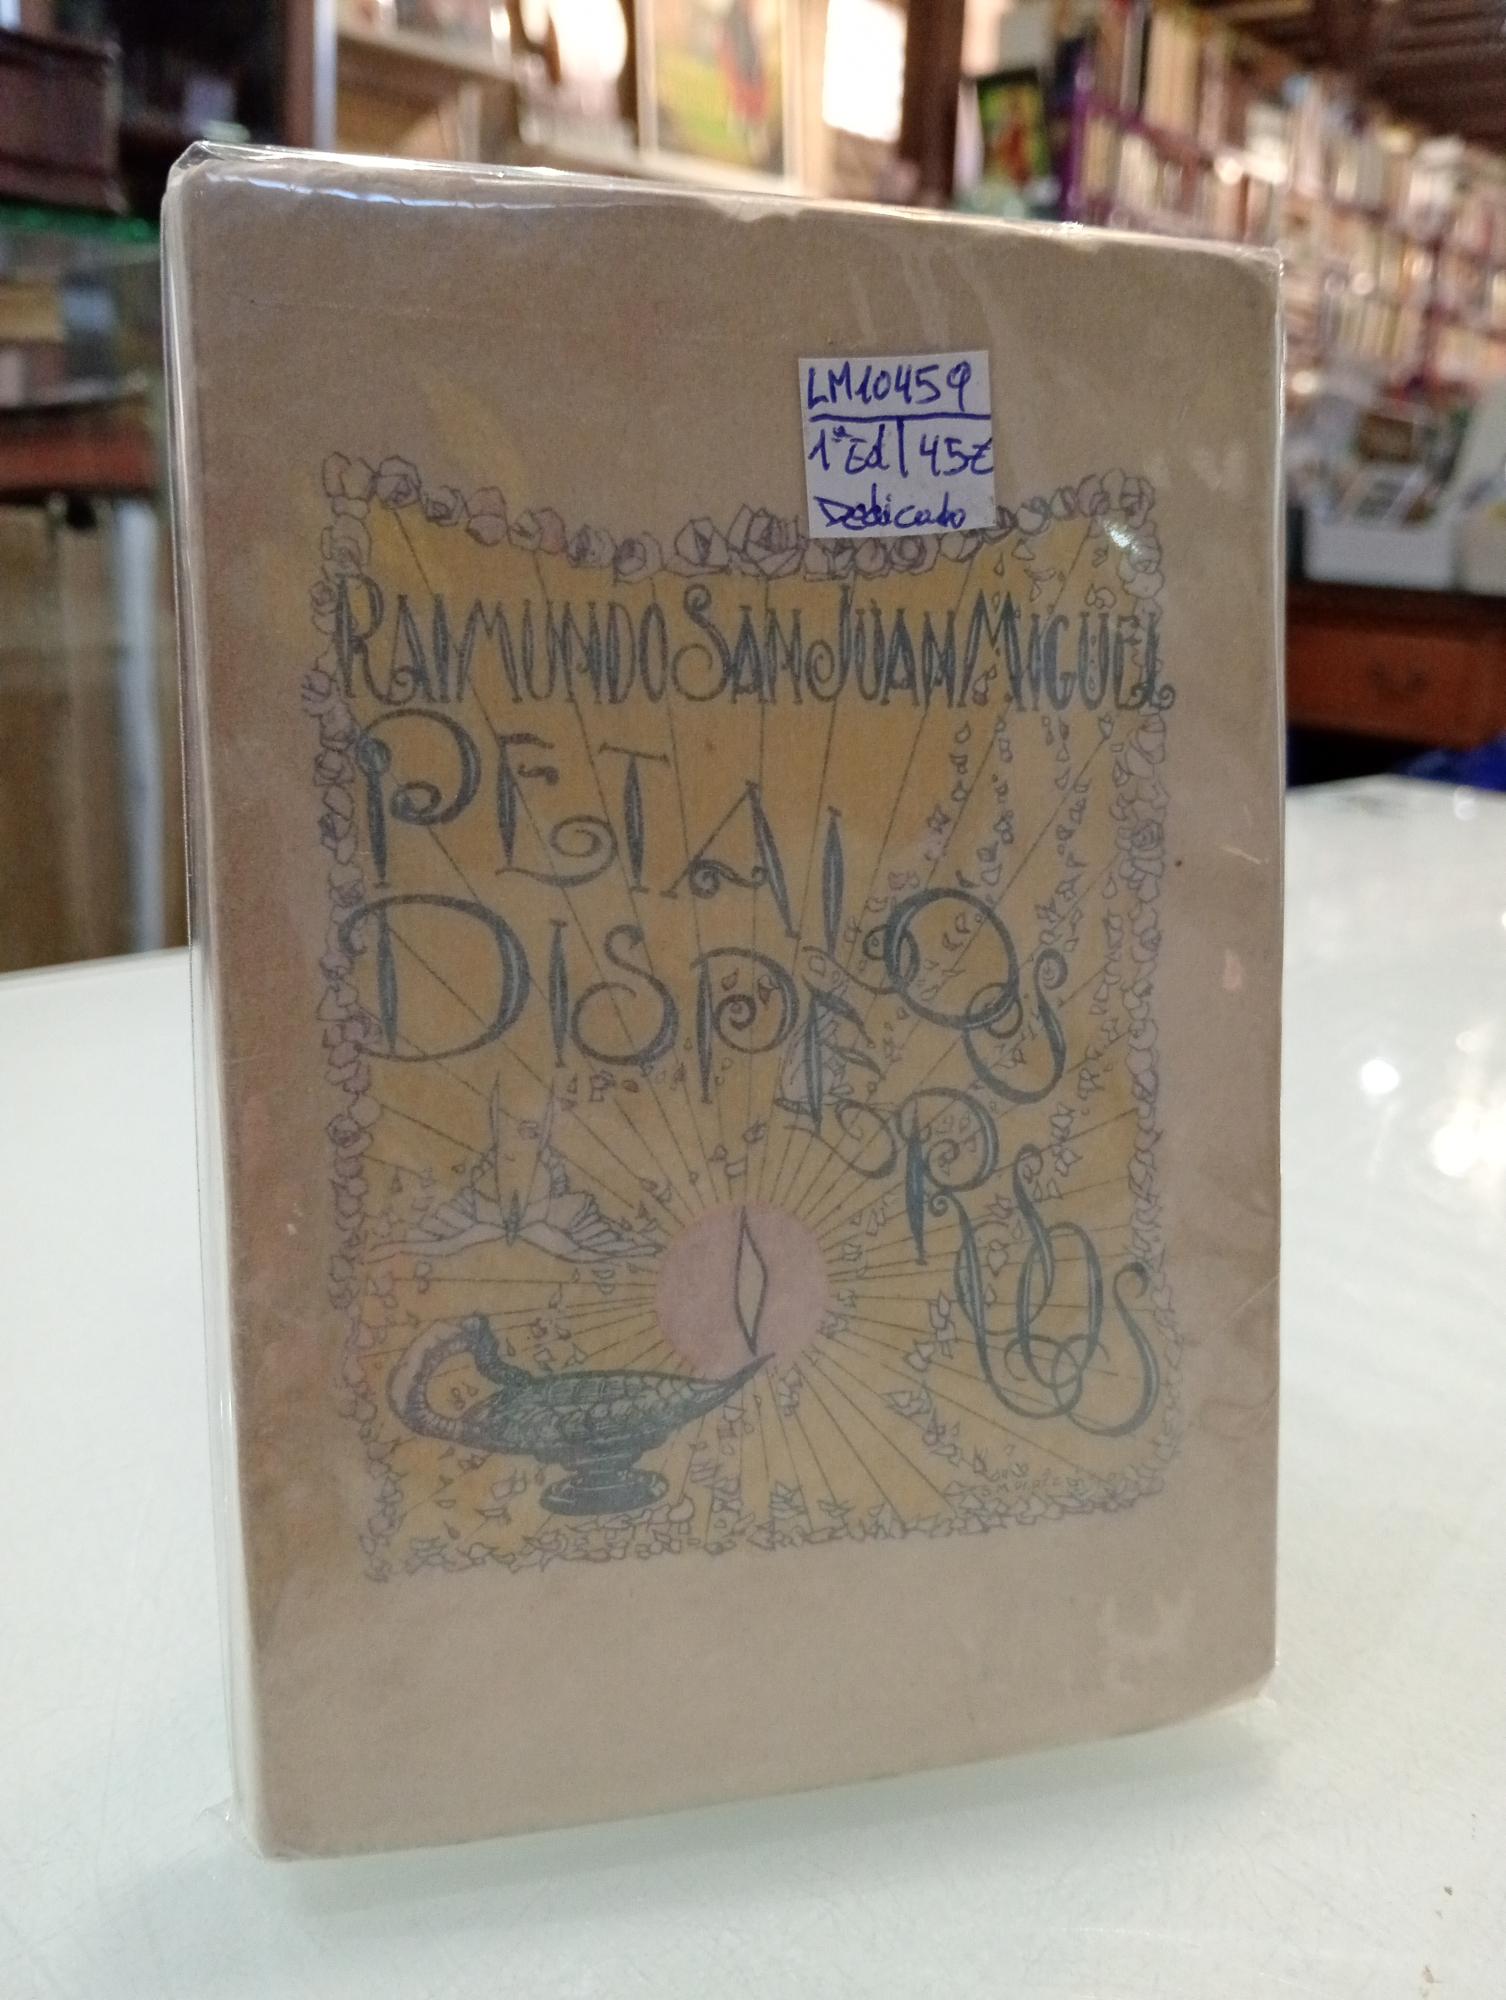 LM10459
1ª Ed | 45€
Dedicado
RAIMUNDO SAN JUAN MIGUEL
PETALOS
DISPERSOS